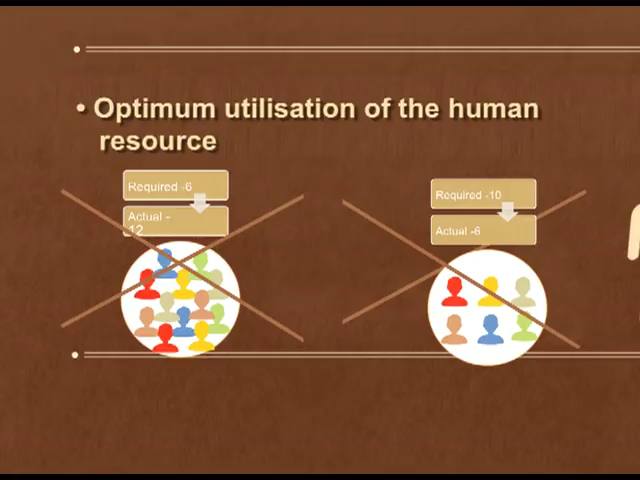 • Optimum utilisation of the human
resource
Required -6
Actual -
12
Required -10
Actual -6